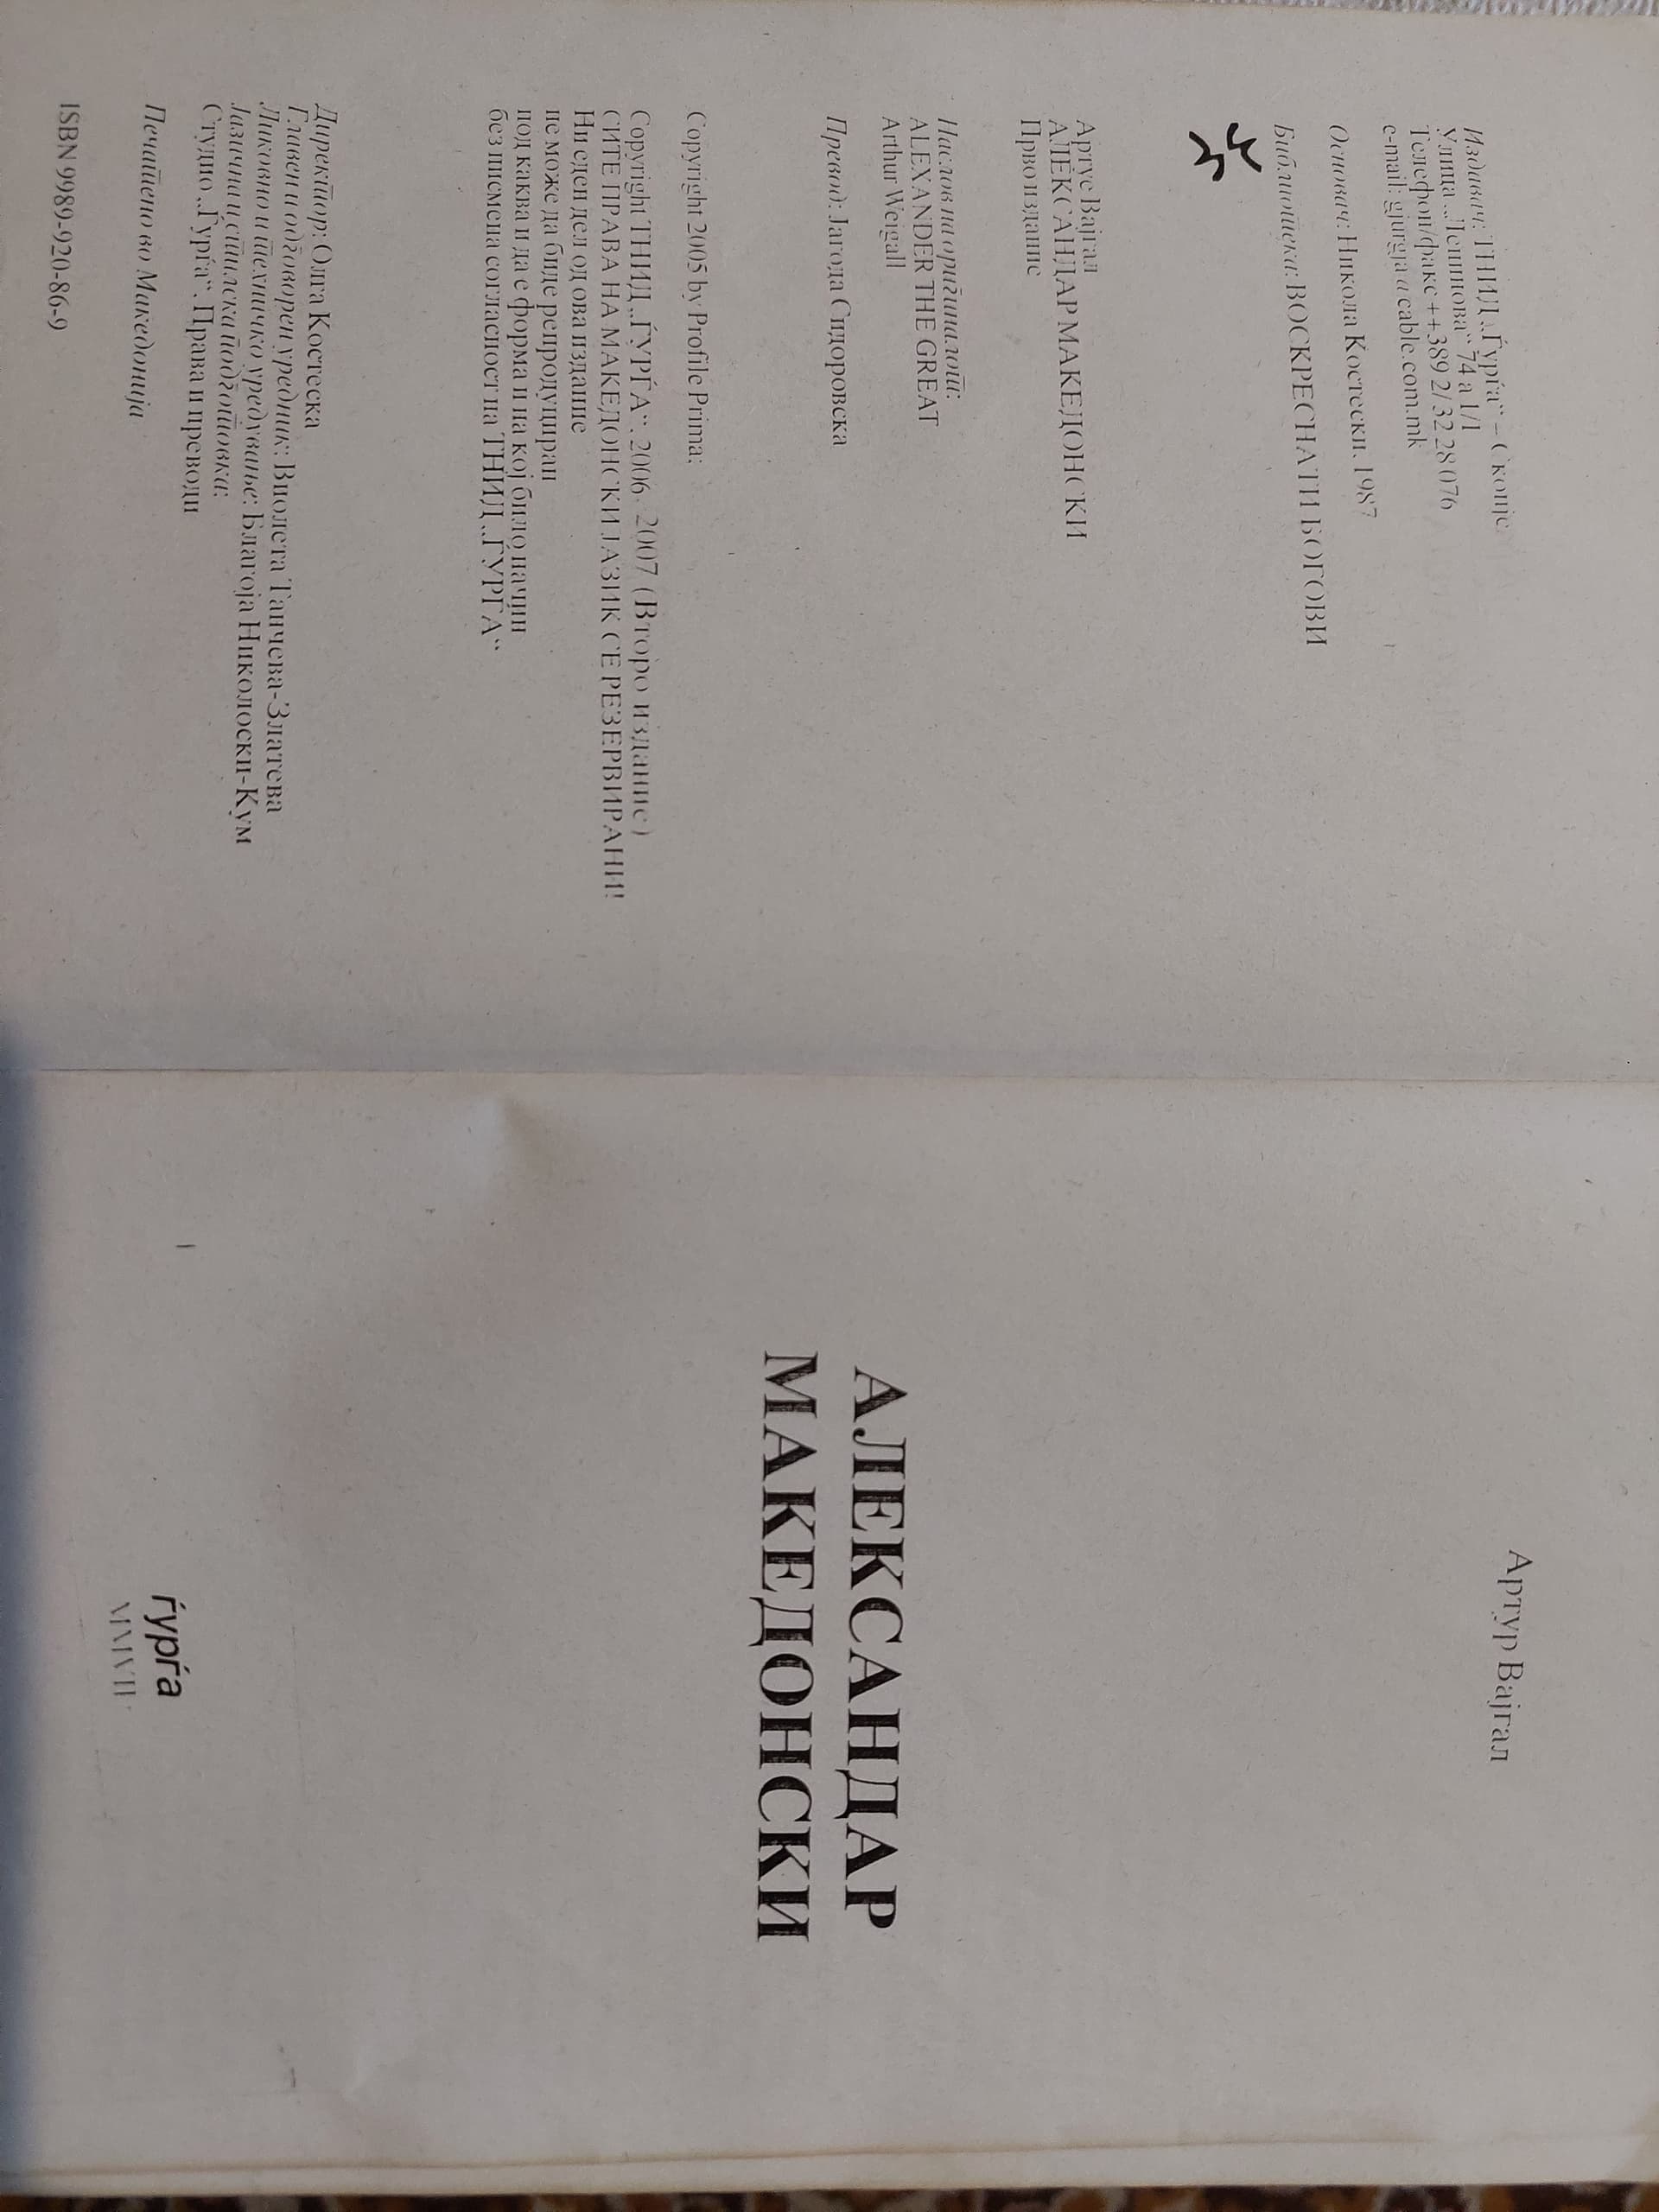 Издавач: ТНИД „Ѓурѓа“ – Скопје
Улица „Ленинова“ 74 а 1/1
Телефон/факс ++389 2/ 32 28 076
e-mail: gjurgja@cable.com.mk
Основач: Никола Костески, 1987
Библиотека: ВОСКРЕСНАТИ БОГОВИ
Артус Вајгал
АЛЕКСАНДАР МАКЕДОНСКИ
Прво издание
Наслов на оригиналот:
ALEXANDER THE GREAT
Arthur Weigall
Превод: Јагода Сидоровска
Copyright 2005 by Profile Prima;
Copyright ТНИД „ЃУРЃА“, 2006, 2007 (Второ издание)
СИТЕ ПРАВА НА МАКЕДОНСКИ ЈАЗИК СЕ РЕЗЕРВИРАНИ!
Ни еден дел од ова издание
не може да биде репродуциран
под каква и да е форма и на кој било начин
без писмена согласност на ТНИД „ЃУРЃА“
Директор: Олга Костеска
Главен и одговорен уредник: Виолета Танчева-Златева
Ликовно и техничко уредување: Благоја Николоски-Кум
Јазична и стилска подготовка:
Студио „Ѓурѓа“. Права и преводи
Печатено во Македонија
ISBN 9989-920-86-9
Артур Вајгал
АЛЕКСАНДАР
МАКЕДОНСКИ
ѓурѓа
MMVII